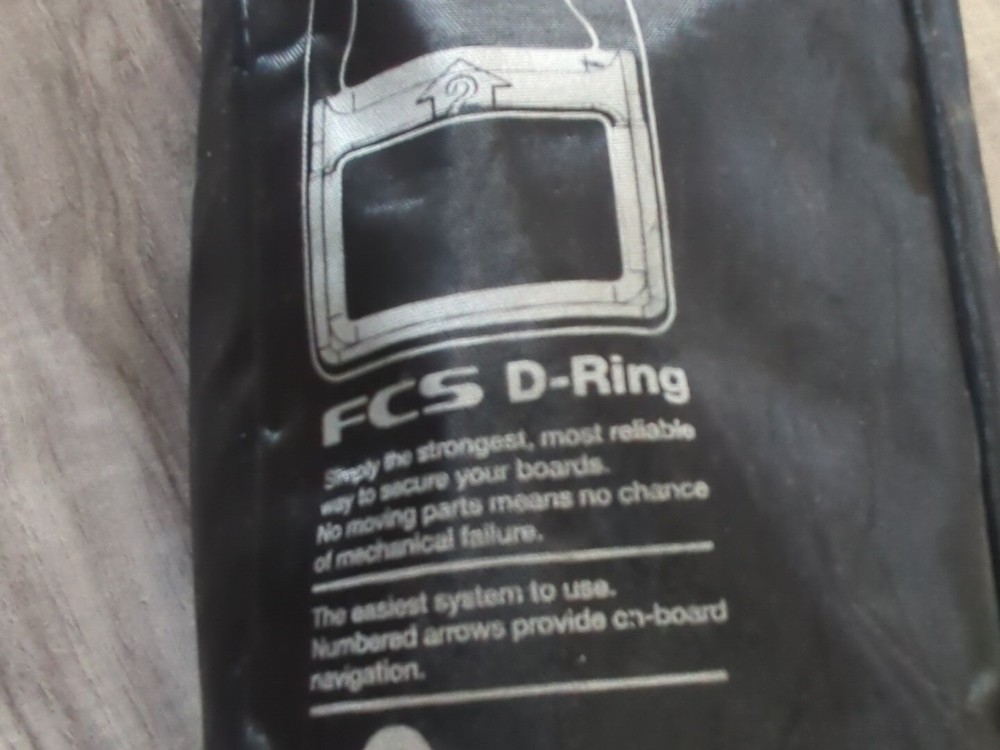 2
FCS D-Ring
Simply the strongest, most reliable
way to secure your boards.
No moving parts means no chance
of mechanical failure.
The easiest system to use.
Numbered arrows provide on-board
navigation.